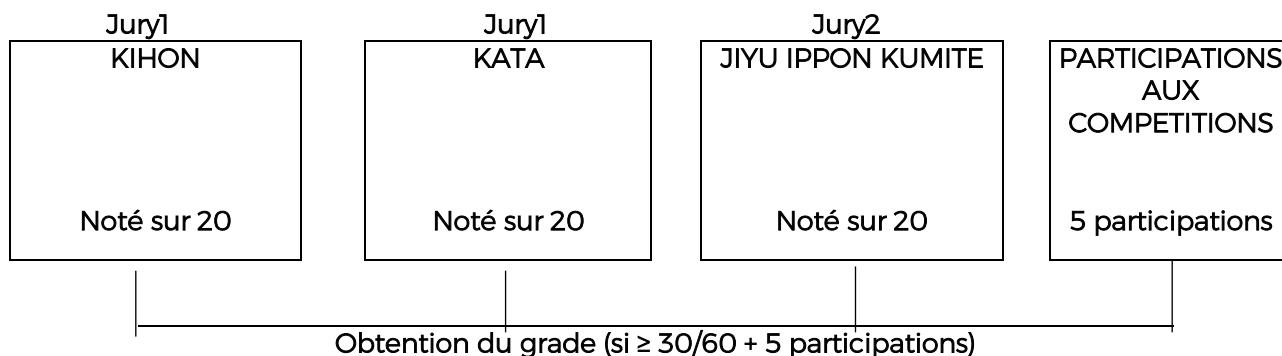 Jury1
KIHON
Noté sur 20
Jury1
KATA
Noté sur 20
Jury2
JIYU IPPON KUMITE
Noté sur 20
PARTICIPATIONS
AUX
COMPETITIONS
5 participations
Obtention du grade (si ≥ 30/60 + 5 participations)